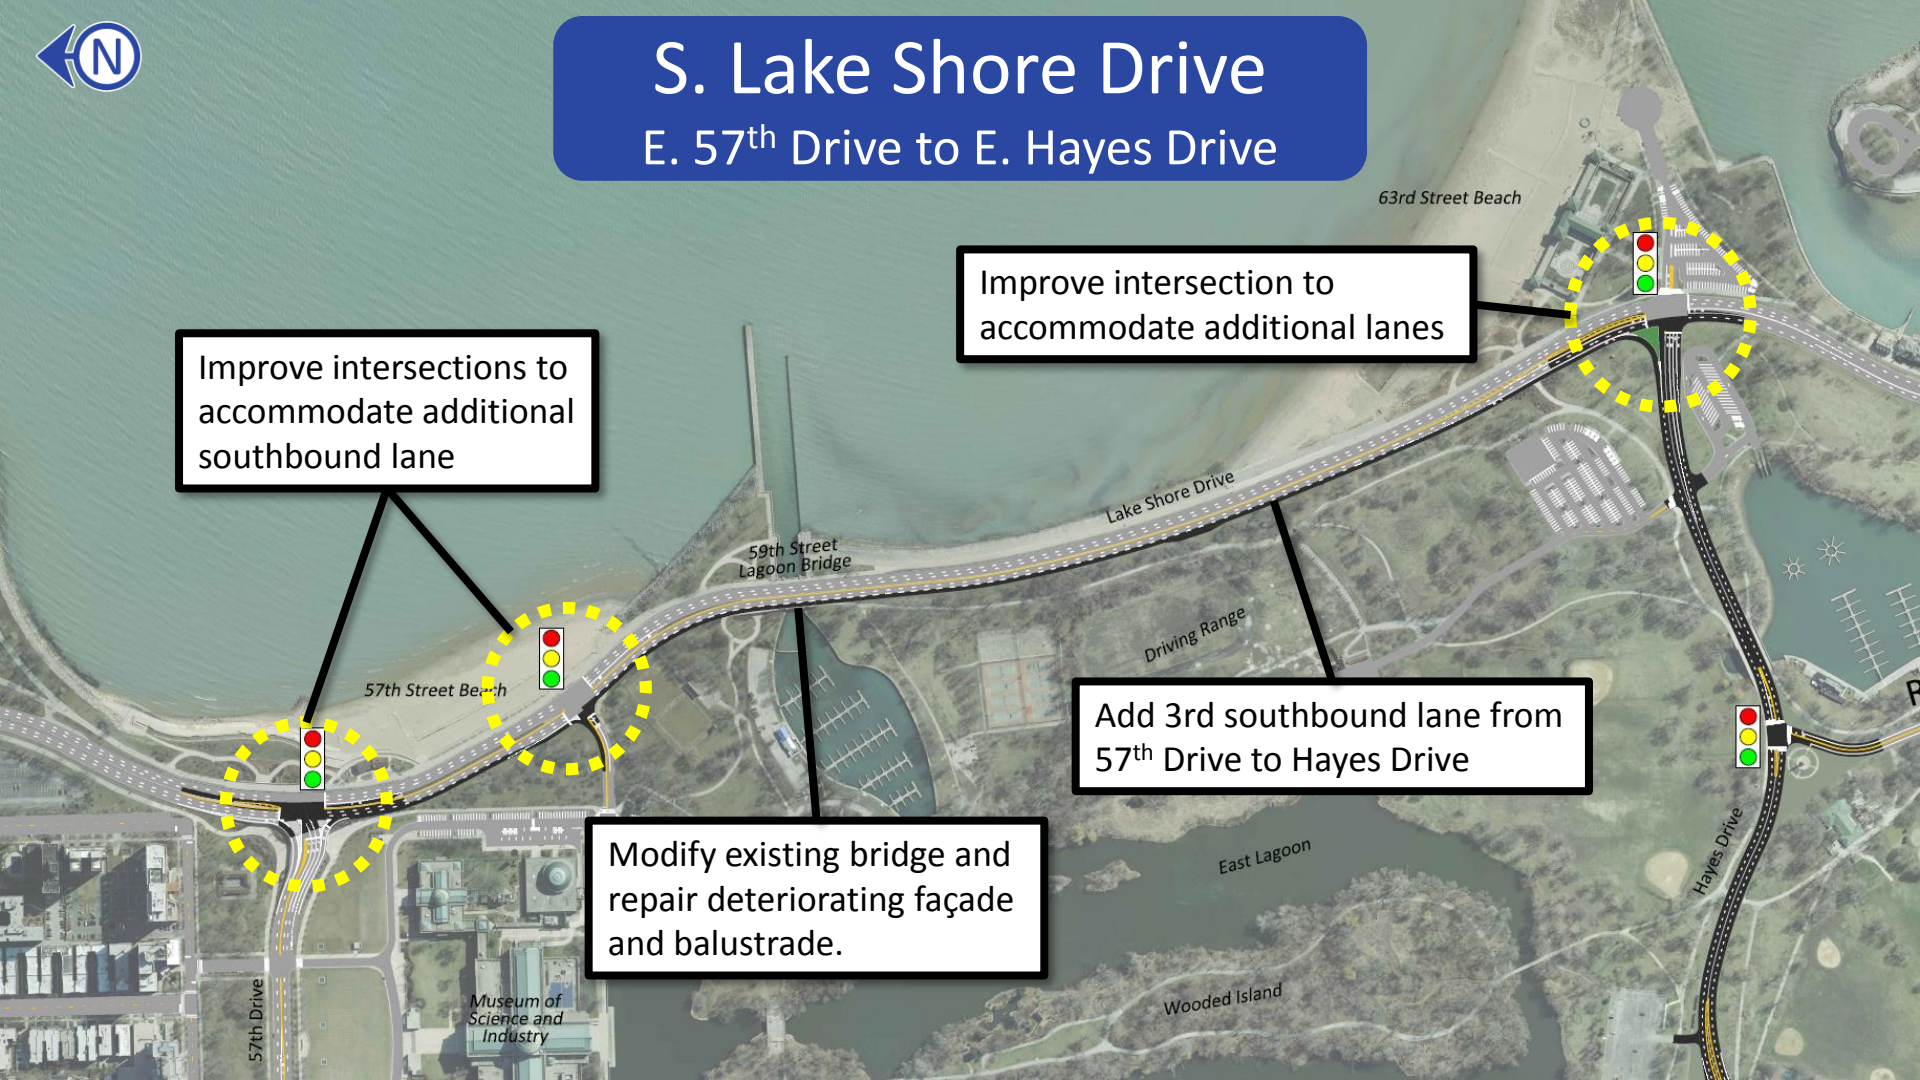 N
S. Lake Shore Drive
E. 57th Drive to E. Hayes Drive
63rd Street Beach
Improve intersection to
accommodate additional lanes
Improve intersections to
accommodate additional
southbound lane
Lake Shore Drive
59th Street
Lagoon Bridge
Driving Range
57th Street Beach
Add 3rd southbound lane from
57th Drive to Hayes Drive
Modify existing bridge and
repair deteriorating façade
and balustrade.
East Lagoon
Hayes Drive
Wooded Island
57th Drive
Museum of
Science and
Industry